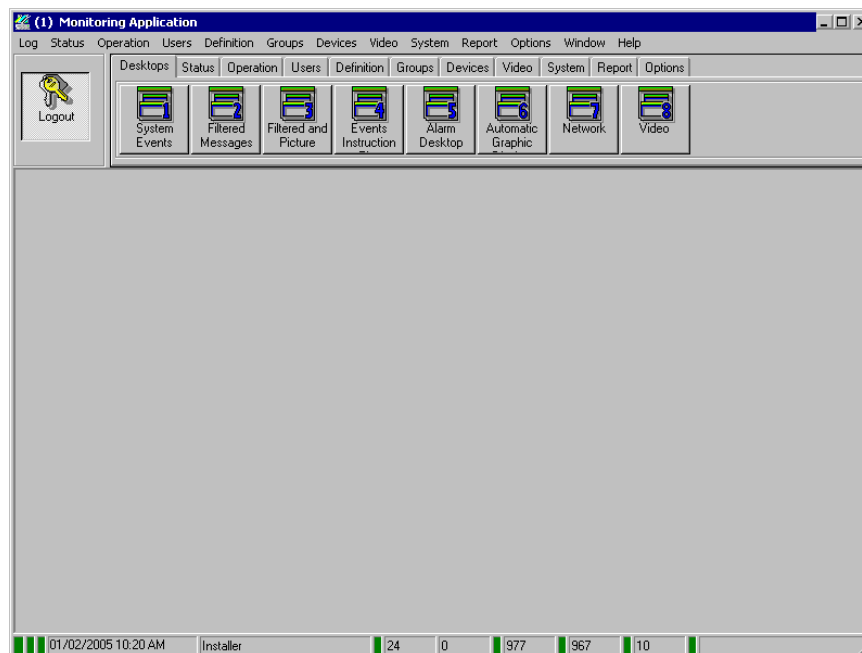 (1) Monitoring Application
Log Status Operation Users Definition Groups Devices Video System Report Options Window Help
Desktops Status Operation Users Definition Groups Devices Video System Report Options
Logout
1
System
Events
2
Filtered
Messages
3
Filtered and
Picture
4
Events
Instruction
5
Alarm
Desktop
6
Automatic
Graphic
7
Network
8
Video
01/02/2005 10:20 AM Installer 24 0 977 967 10